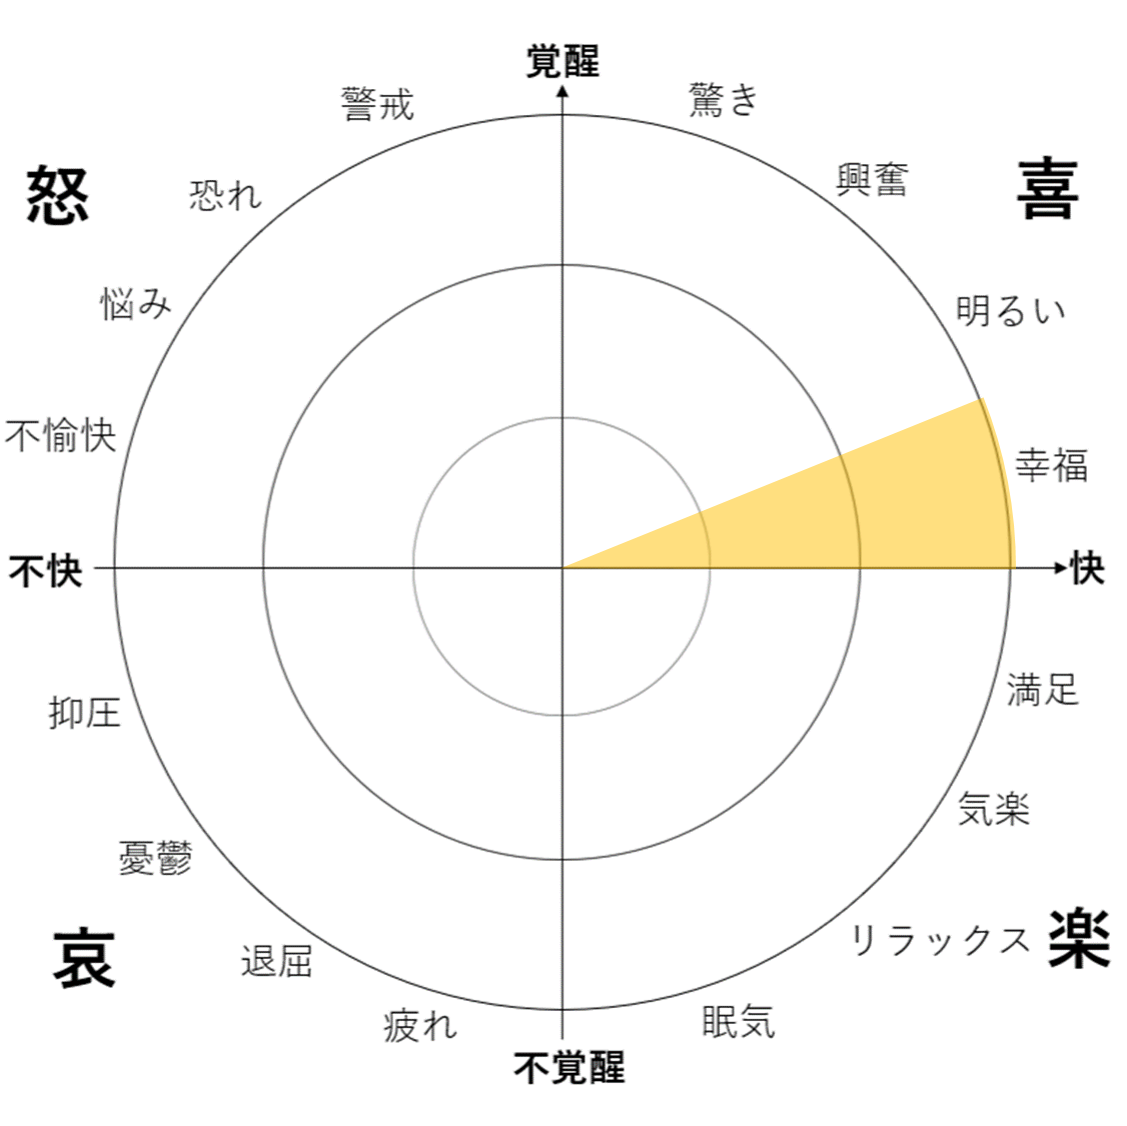 覚醒
警戒
驚き
怒
恐れ
興奮
喜
悩み
明るい
不愉快
幸福
不快
快
抑圧
満足
憂鬱
気楽
哀
退屈
リラックス
楽
疲れ
眠気
不覚醒